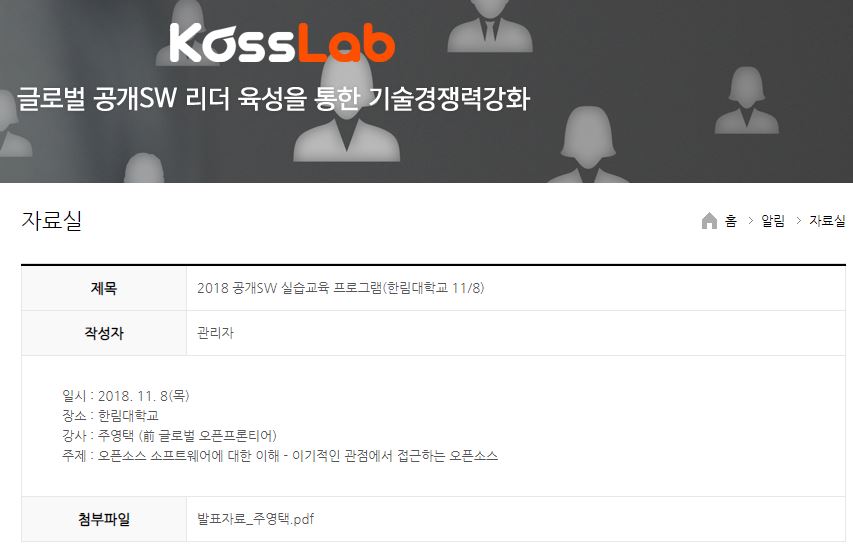 KossLab
글로벌 공개SW 리더 육성을 통한 기술경쟁력강화
자료실
홈 > 알림 > 자료실
제목 2018 공개SW 실습교육 프로그램(한림대학교 11/8)
작성자 관리자
일시 : 2018. 11. 8(목)
장소 : 한림대학교
강사 : 주영택 (前 글로벌 오픈프론티어)
주제 : 오픈소스 소프트웨어에 대한 이해 - 이기적인 관점에서 접근하는 오픈소스
첨부파일 발표자료_주영택.pdf